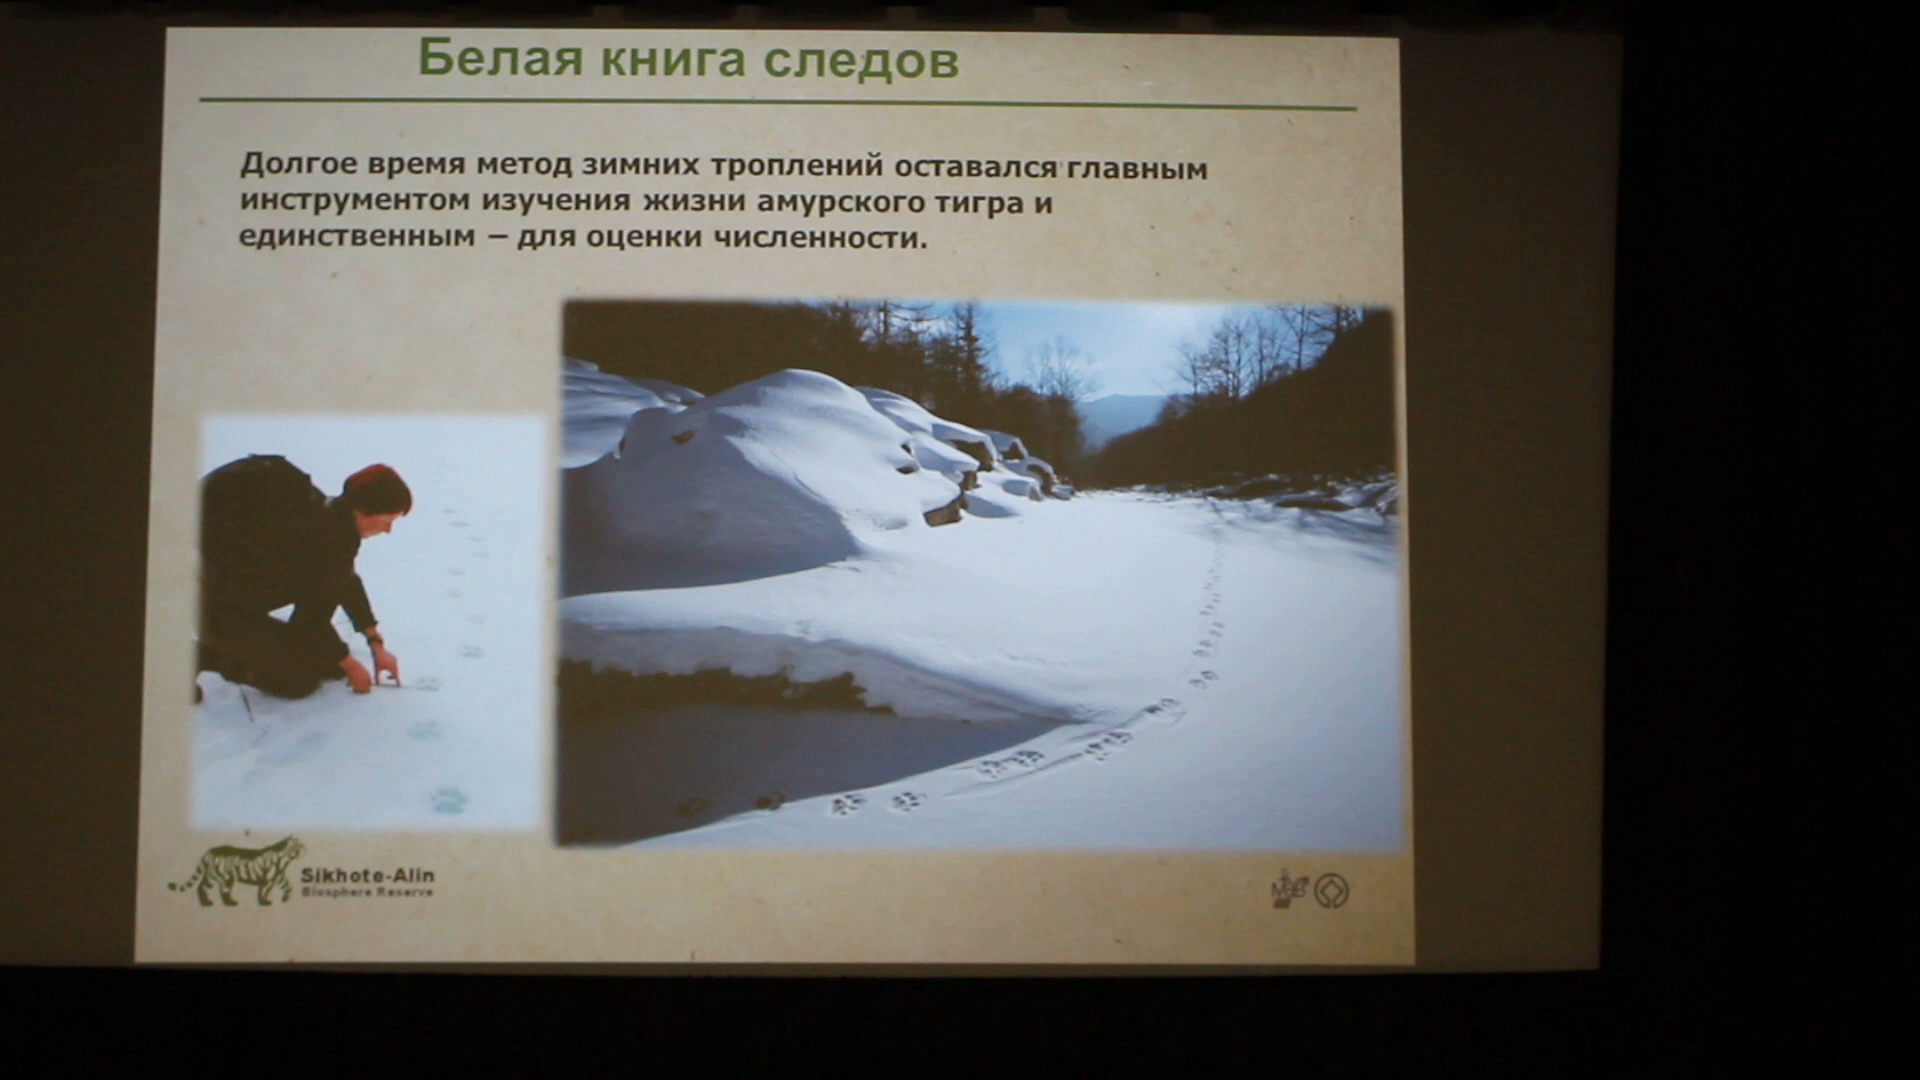 Белая книга следов
Долгое время метод зимних троплений оставался главным
инструментом изучения жизни амурского тигра и
единственным – для оценки численности.
Sikhote-Alin
Biosphere Reserve